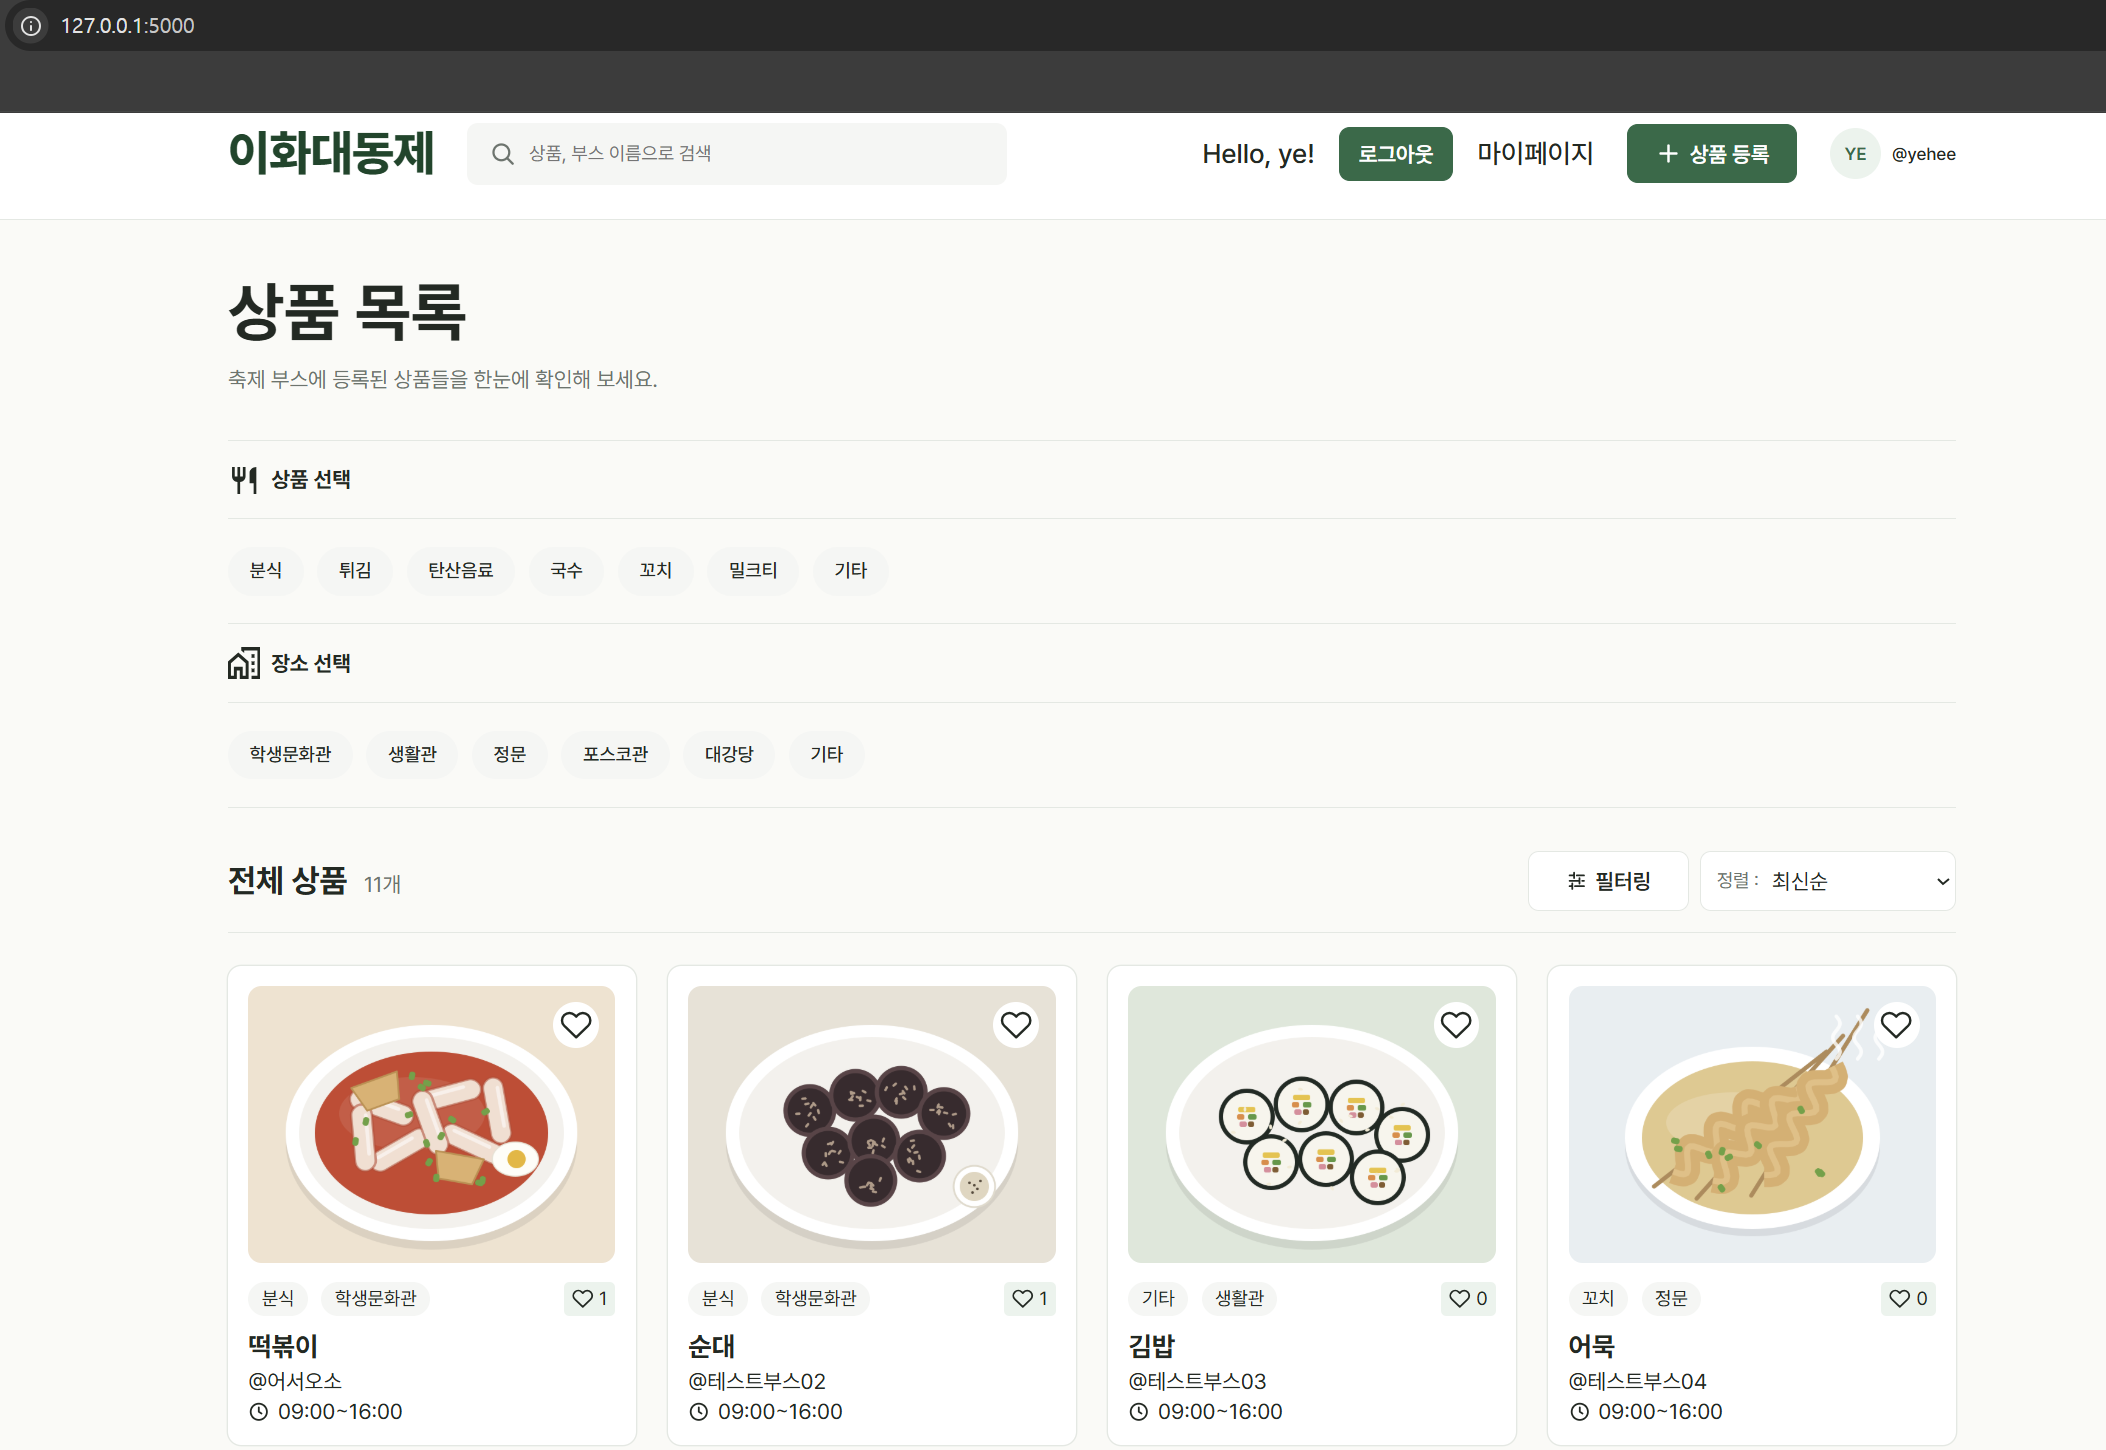 127.0.0.1:5000
이화대동제
상품, 부스 이름으로 검색
Hello, ye!
로그아웃
마이페이지
+ 상품 등록
YE
@yehee
상품 목록
축제 부스에 등록된 상품들을 한눈에 확인해 보세요.
상품 선택
분식 튀김 탄산음료 국수 꼬치 밀크티 기타
장소 선택
학생문화관 생활관 정문 포스코관 대강당 기타
전체 상품 11개
필터링
정렬 : 최신순
분식 학생문화관 1
떡볶이
@어서오소
09:00~16:00
분식 학생문화관 1
순대
@테스트부스02
09:00~16:00
기타 생활관 0
김밥
@테스트부스03
09:00~16:00
꼬치 정문 0
어묵
@테스트부스04
09:00~16:00